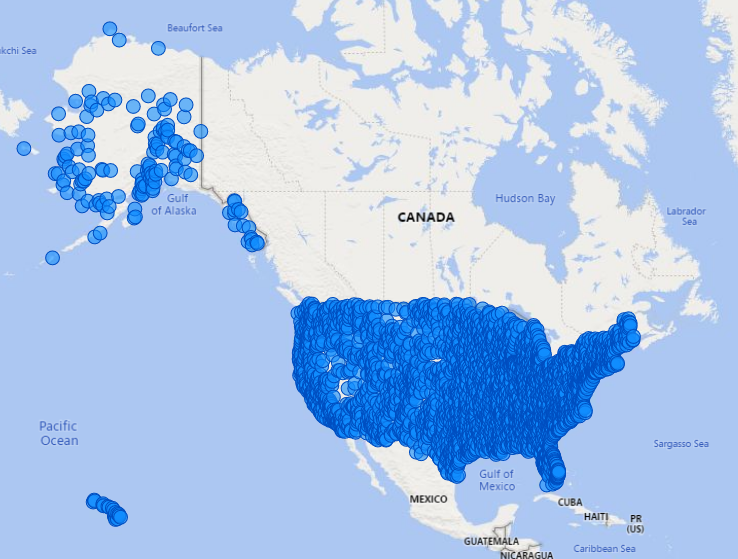 Beaufort Sea
kchi Sea
Gulf
of Alaska
Hudson Bay
CANADA
Labrador
Sea
Pacific
Ocean
Sargasso Sea
Gulf of
Mexico
MEXICO
CUBA
HAITI
PR
(US)
GUATEMALA
NICARAGUA
Caribbean Sea